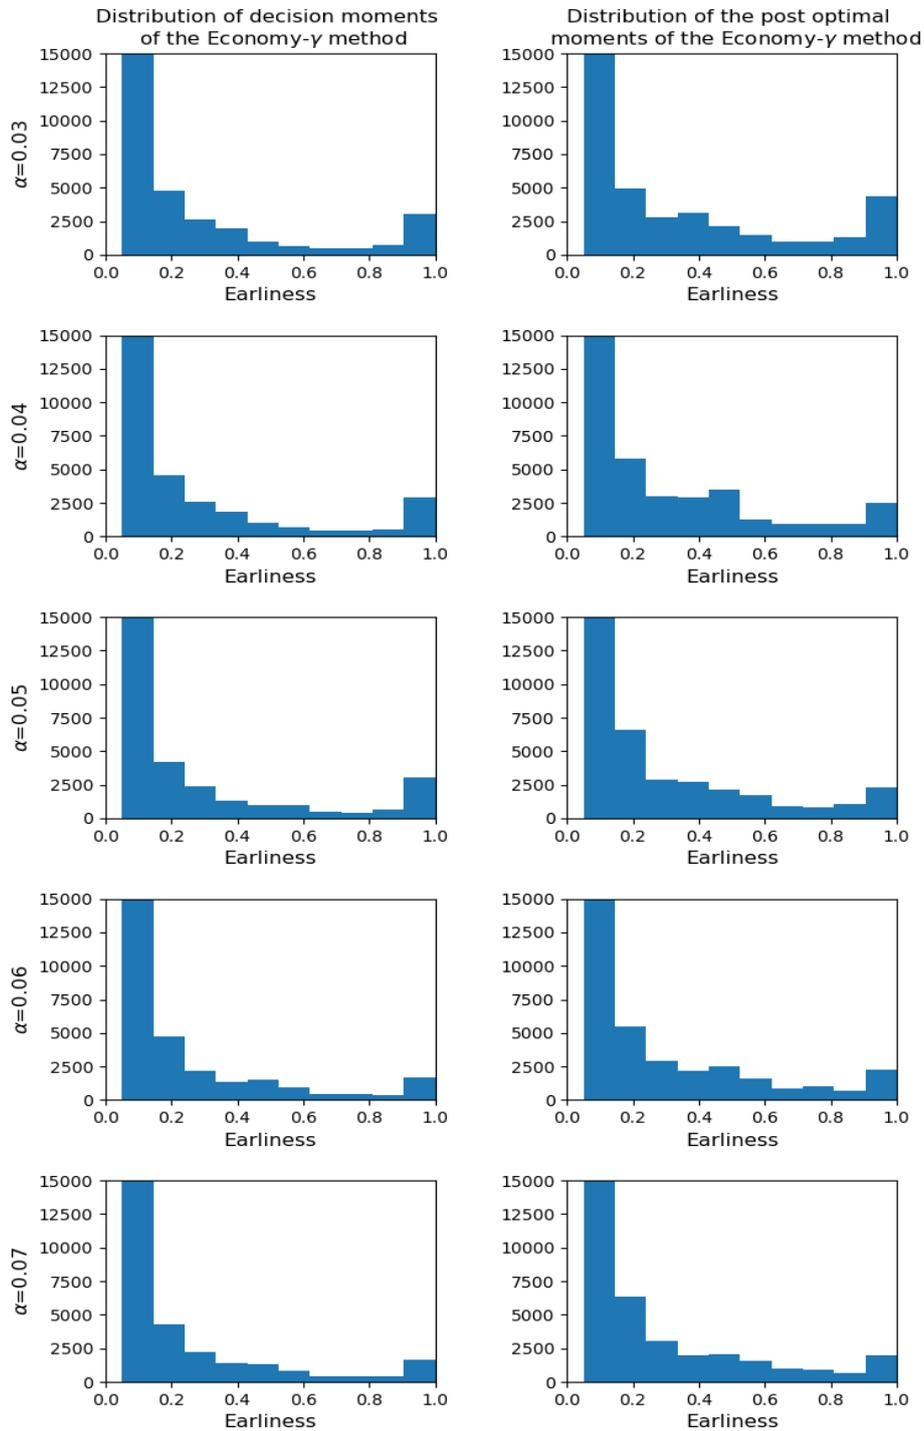 Distribution of decision moments
of the Economy-γ method
Distribution of the post optimal
moments of the Economy-γ method
α=0.03
15000
12500
10000
7500
5000
2500
0
0.0 0.2 0.4 0.6 0.8 1.0
Earliness
15000
12500
10000
7500
5000
2500
0
0.0 0.2 0.4 0.6 0.8 1.0
Earliness
α=0.04
15000
12500
10000
7500
5000
2500
0
0.0 0.2 0.4 0.6 0.8 1.0
Earliness
15000
12500
10000
7500
5000
2500
0
0.0 0.2 0.4 0.6 0.8 1.0
Earliness
α=0.05
15000
12500
10000
7500
5000
2500
0
0.0 0.2 0.4 0.6 0.8 1.0
Earliness
15000
12500
10000
7500
5000
2500
0
0.0 0.2 0.4 0.6 0.8 1.0
Earliness
α=0.06
15000
12500
10000
7500
5000
2500
0
0.0 0.2 0.4 0.6 0.8 1.0
Earliness
15000
12500
10000
7500
5000
2500
0
0.0 0.2 0.4 0.6 0.8 1.0
Earliness
α=0.07
15000
12500
10000
7500
5000
2500
0
0.0 0.2 0.4 0.6 0.8 1.0
Earliness
15000
12500
10000
7500
5000
2500
0
0.0 0.2 0.4 0.6 0.8 1.0
Earliness